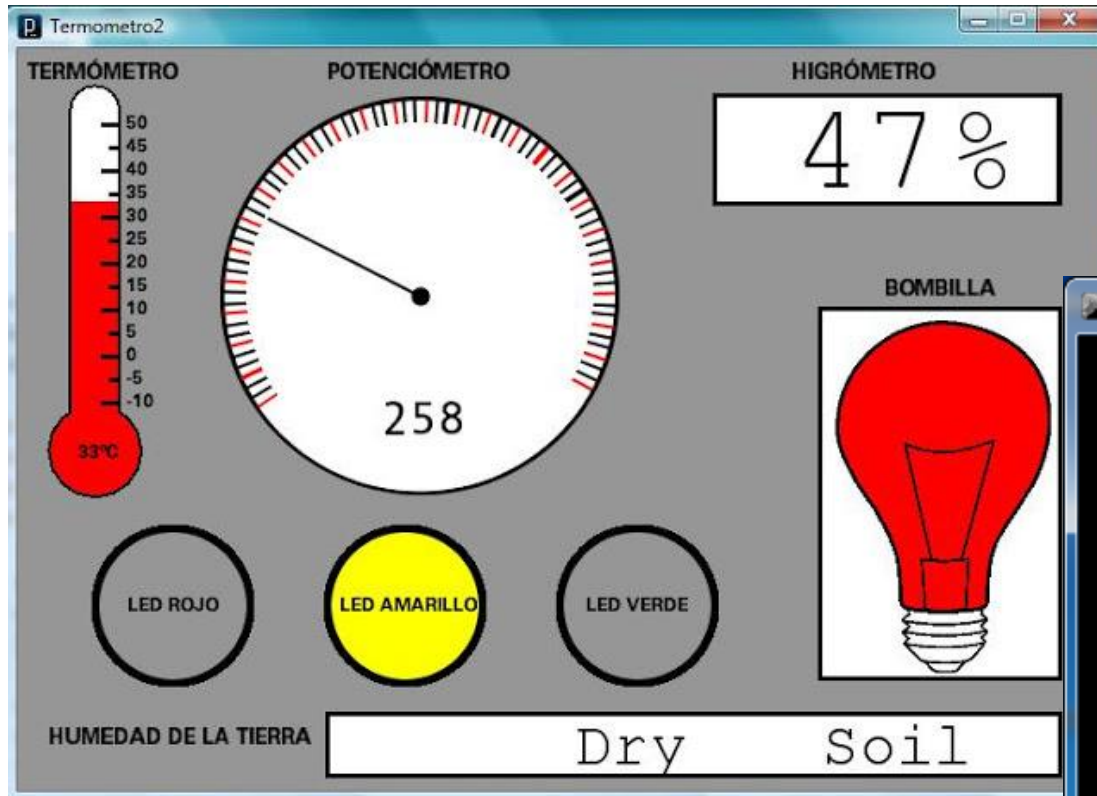 Termometro2
TERMÓMETRO
POTENCIÓMETRO
HIGRÓMETRO
50
45
40
35
30
25
20
15
10
5
0
-5
-10
33°C
258
47%
BOMBILLA
LED ROJO
LED AMARILLO
LED VERDE
HUMEDAD DE LA TIERRA
Dry Soil